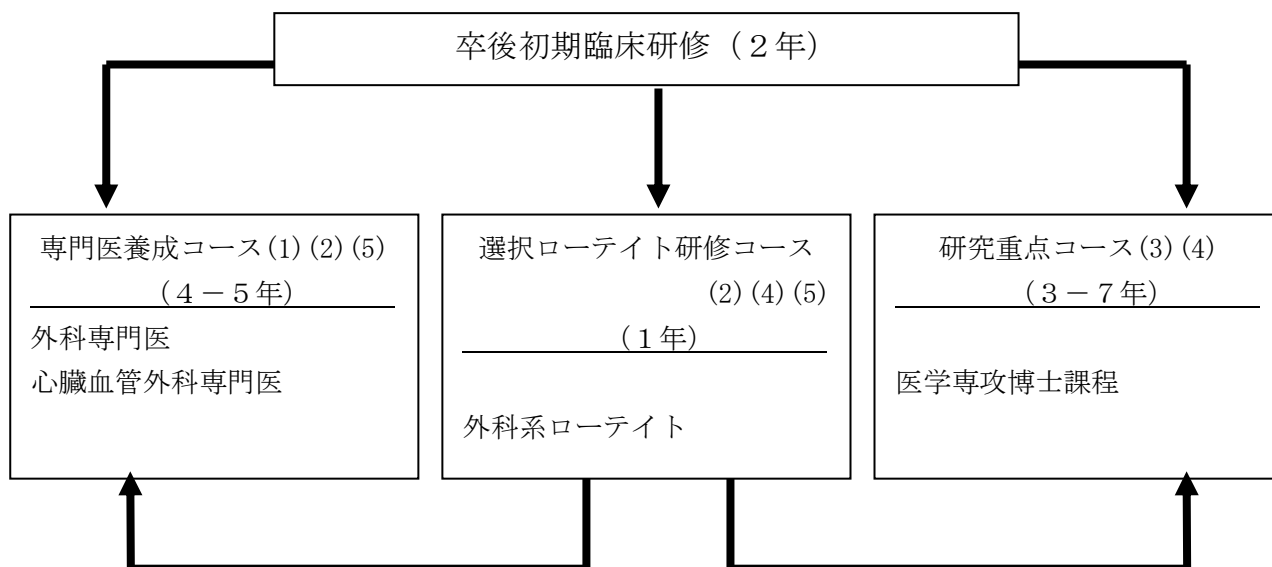 卒後初期臨床研修（２年）
専門医養成コース(1)(2)(5)
（４－５年）
外科専門医
心臓血管外科専門医
選択ローテイト研修コース
(2)(4)(5)
（１年）
外科系ローテイト
研究重点コース(3)(4)
（３－７年）
医学専攻博士課程